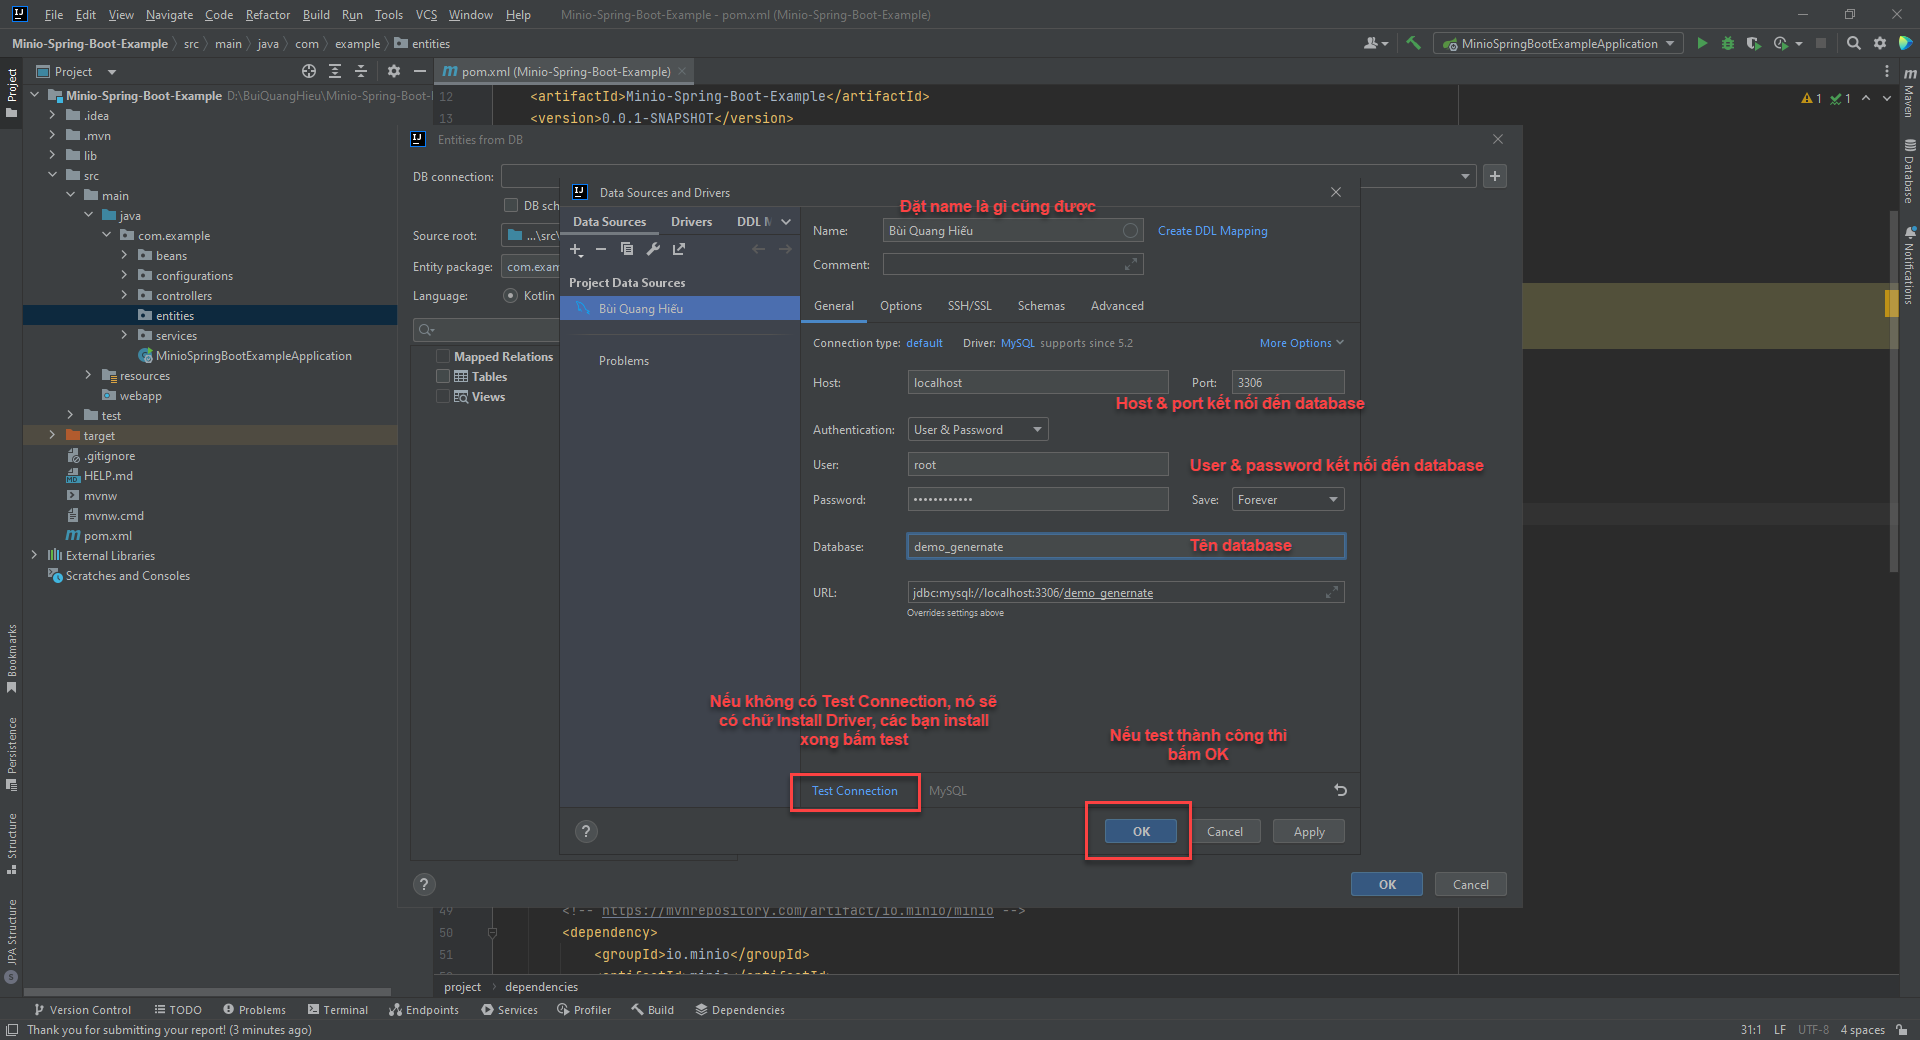 File Edit View Navigate Code Refactor Build Run Tools VCS Window Help Minio-Spring-Boot-Example - pom.xml (Minio-Spring-Boot-Example)
Minio-Spring-Boot-Example src main java com example entities MinioSpringBootExampleApplication
Project
Project
pom.xml (Minio-Spring-Boot-Example)
Maven
Database
Notifications
Minio-Spring-Boot-Example D:\BuiQuangHieu\Minio-Spring-Boot-
.idea
.mvn
lib
src
main
java
com.example
beans
configurations
controllers
entities
services
MinioSpringBootExampleApplication
resources
webapp
test
target
.gitignore
HELP.md
mvnw
mvnw.cmd
pom.xml
External Libraries
Scratches and Consoles
Bookmarks
Persistence
Structure
JPA Structure
12 <artifactId>Minio-Spring-Boot-Example</artifactId>
13 <version>0.0.1-SNAPSHOT</version>
1 1
Entities from DB
DB connection:
DB sch
Source root: ...\src\
Entity package: com.exam
Language: Kotlin
Mapped Relations
Tables
Views
Data Sources and Drivers
Data Sources Drivers DDL M
Project Data Sources
Bùi Quang Hiếu
Problems
Đặt name là gì cũng được
Name: Bùi Quang Hiếu Create DDL Mapping
Comment:
General Options SSH/SSL Schemas Advanced
Connection type: default Driver: MySQL supports since 5.2 More Options
Host: localhost Port: 3306
Host & port kết nối đến database
Authentication: User & Password
User: root
User & password kết nối đến database
Password: •••••••••••• Save: Forever
Database: demo_genernate Tên database
URL: jdbc:mysql://localhost:3306/demo_genernate
Overrides settings above
Nếu không có Test Connection, nó sẽ
có chữ Install Driver, các bạn install
xong bấm test
Nếu test thành công thì
bấm OK
Test Connection MySQL
? OK Cancel Apply
? OK Cancel
49 <!-- https://mvnrepository.com/artifact/io.minio/minio -->
50 <dependency>
51 <groupId>io.minio</groupId>
<artifactId>minio</artifactId>
project dependencies
Version Control TODO Problems Terminal Endpoints Services Profiler Build Dependencies
Thank you for submitting your report! (3 minutes ago) 31:1 LF UTF-8 4 spaces